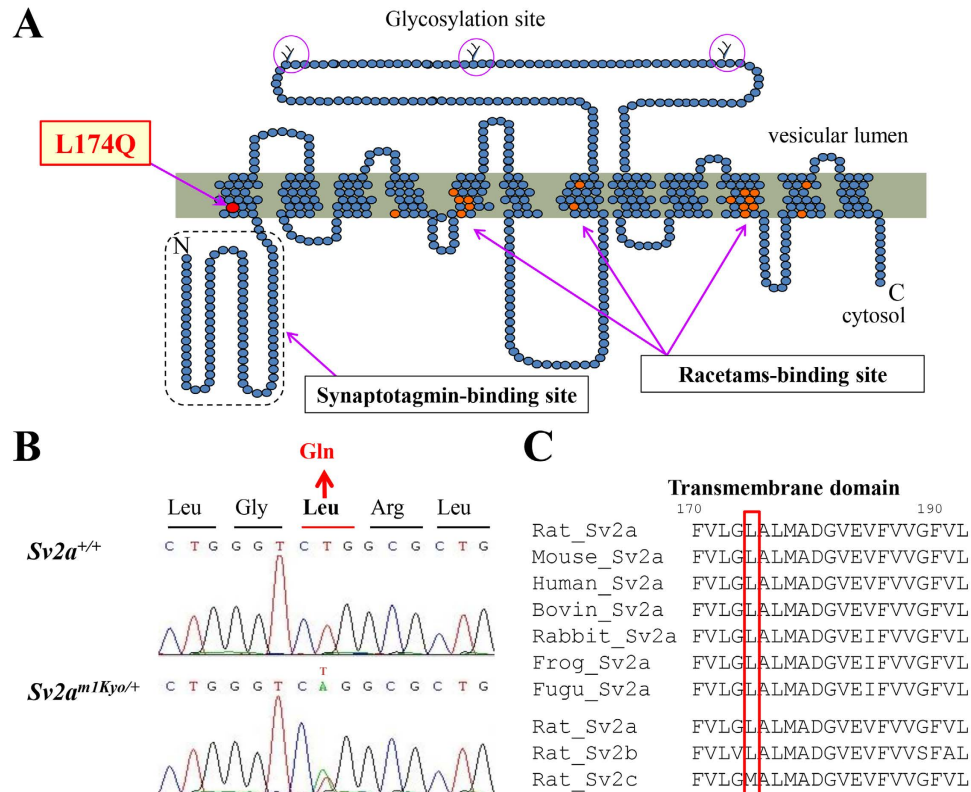 A
Glycosylation site
Y Y Y
L174Q
vesicular lumen
N
C
cytosol
Synaptotagmin-binding site
Racetams-binding site
B
Gln
Leu Gly Leu Arg Leu
Sv2a+/+
C T G G G T C T G G C G C T G
T
Sv2am1Kyo/+
C T G G G T C A G G C G C T G
C
Transmembrane domain
170 190
Rat_Sv2a FVLGLALMADGVEVFVVGFVL
Mouse_Sv2a FVLGLALMADGVEVFVVGFVL
Human_Sv2a FVLGLALMADGVEVFVVGFVL
Bovin_Sv2a FVLGLALMADGVEVFVVGFVL
Rabbit_Sv2a FVLGLALMADGVEIFVVGFVL
Frog_Sv2a FVLGLALMADGVEIFVVGFVL
Fugu_Sv2a FVLGLALMADGVEIFVVGFVL
Rat_Sv2a FVLGLALMADGVEVFVVGFVL
Rat_Sv2b FVLVLALMADGVEVFVVSFAL
Rat_Sv2c FVLGMALMADGVEVFVVGFVL